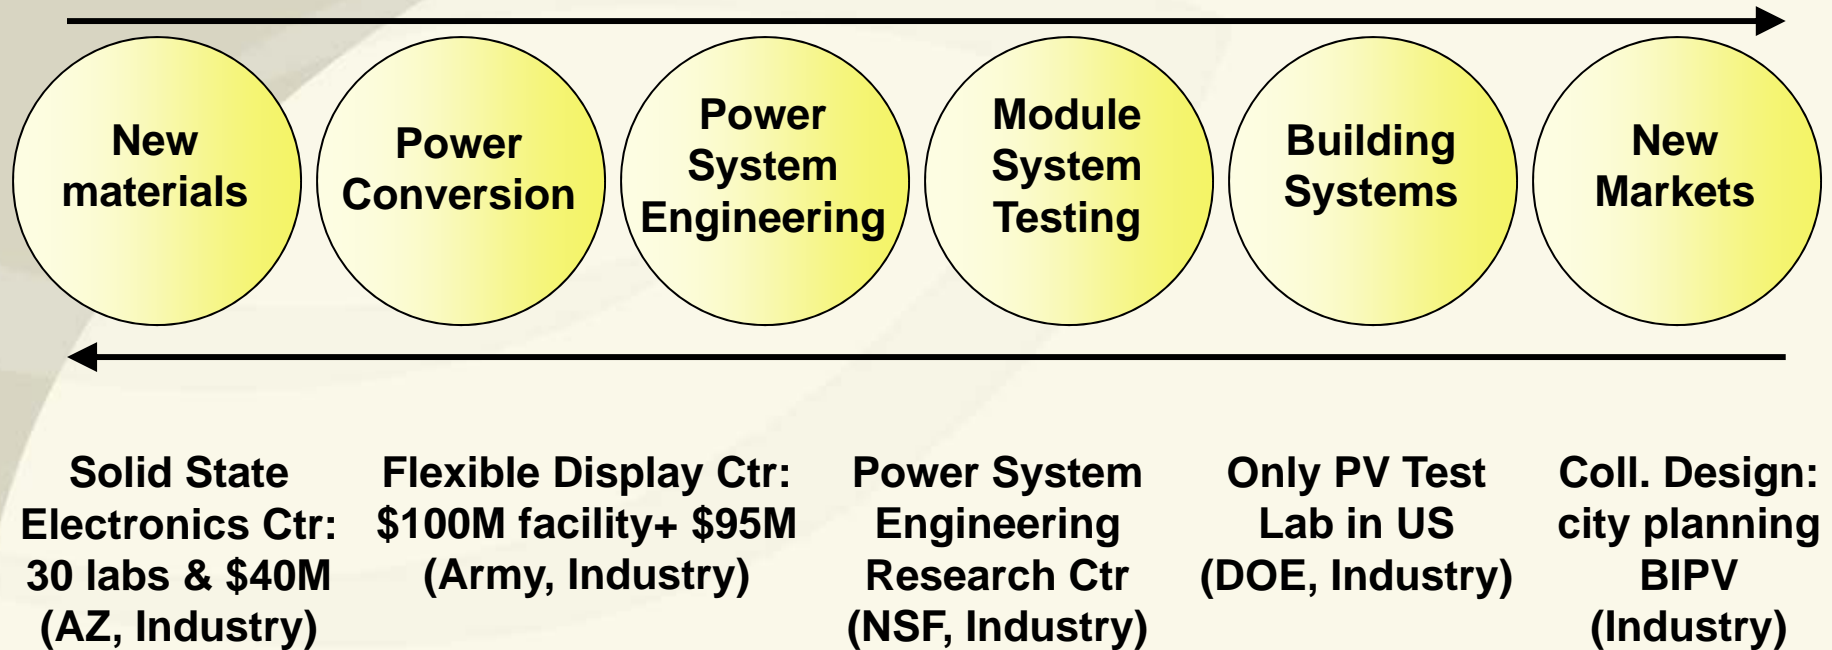 New
materials
Power
Conversion
Power
System
Engineering
Module
System
Testing
Building
Systems
New
Markets
Solid State
Electronics Ctr:
30 labs & $40M
(AZ, Industry)
Flexible Display Ctr:
$100M facility+ $95M
(Army, Industry)
Power System
Engineering
Research Ctr
(NSF, Industry)
Only PV Test
Lab in US
(DOE, Industry)
Coll. Design:
city planning
BIPV
(Industry)